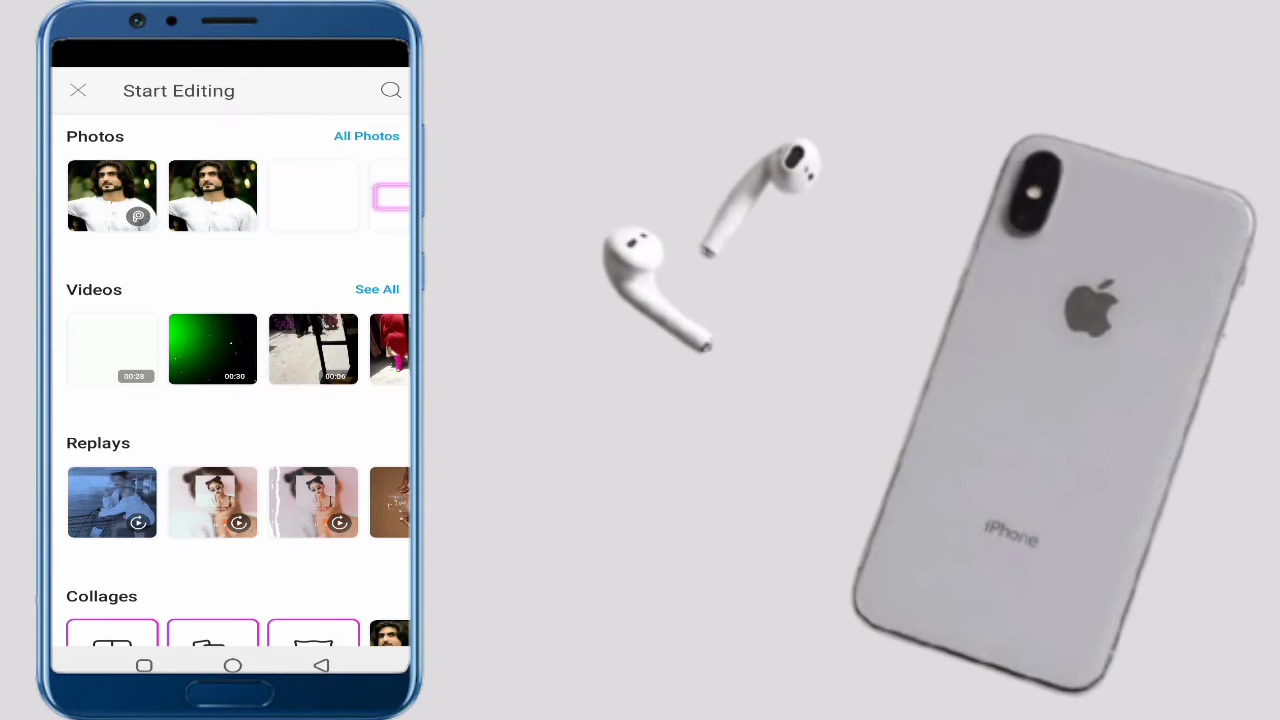 Start Editing
Photos
All Photos
Videos
See All
00:28
00:30
00:06
Replays
Collages
iPhone